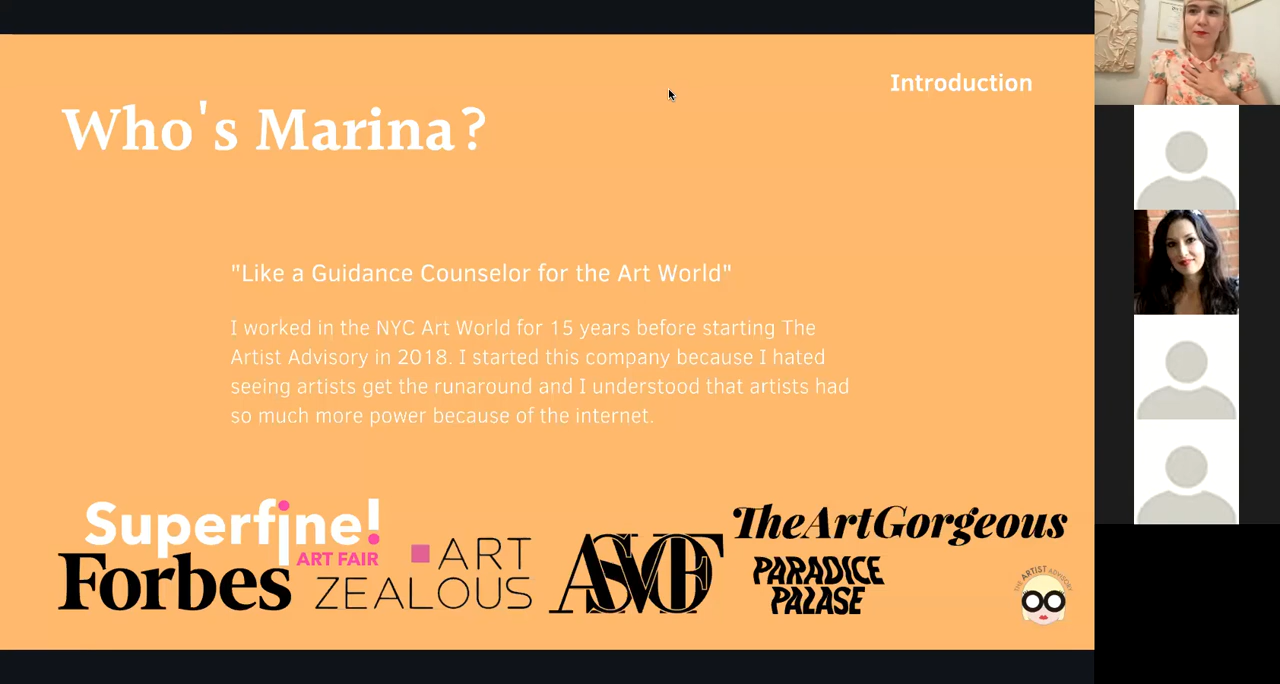 Introduction
Who's Marina?
"Like a Guidance Counselor for the Art World"
I worked in the NYC Art World for 15 years before starting The
Artist Advisory in 2018. I started this company because I hated
seeing artists get the runaround and I understood that artists had
so much more power because of the internet.
Superfine!
ART FAIR
Forbes
ART
ZEALOUS
TheArtGorgeous
PARADICE
PALASE
THE ARTIST ADVISORY